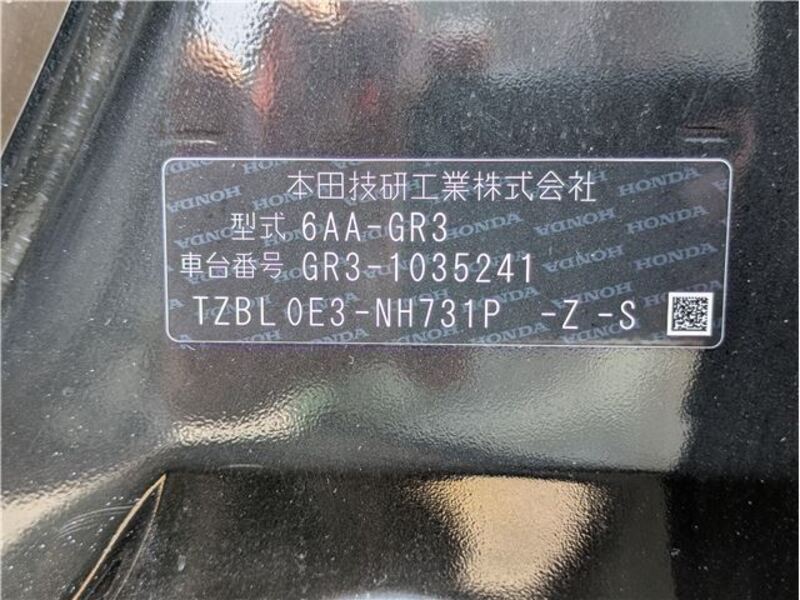 本田技研工業株式会社
型式 6AA-GR3
車台番号 GR3-1035241
TZBL0E3-NH731P -Z-S